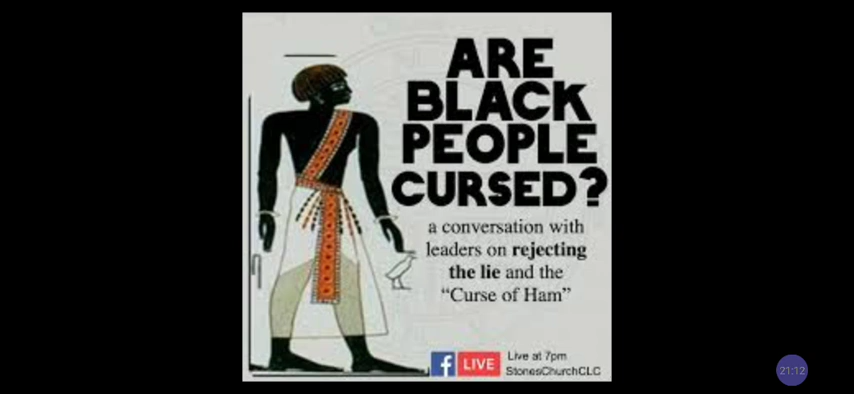 ARE
BLACK
PEOPLE
CURSED?
a conversation with
leaders on rejecting
the lie and the
“Curse of Ham”
f LIVE
Live at 7pm
StonesChurchCLC
21:12